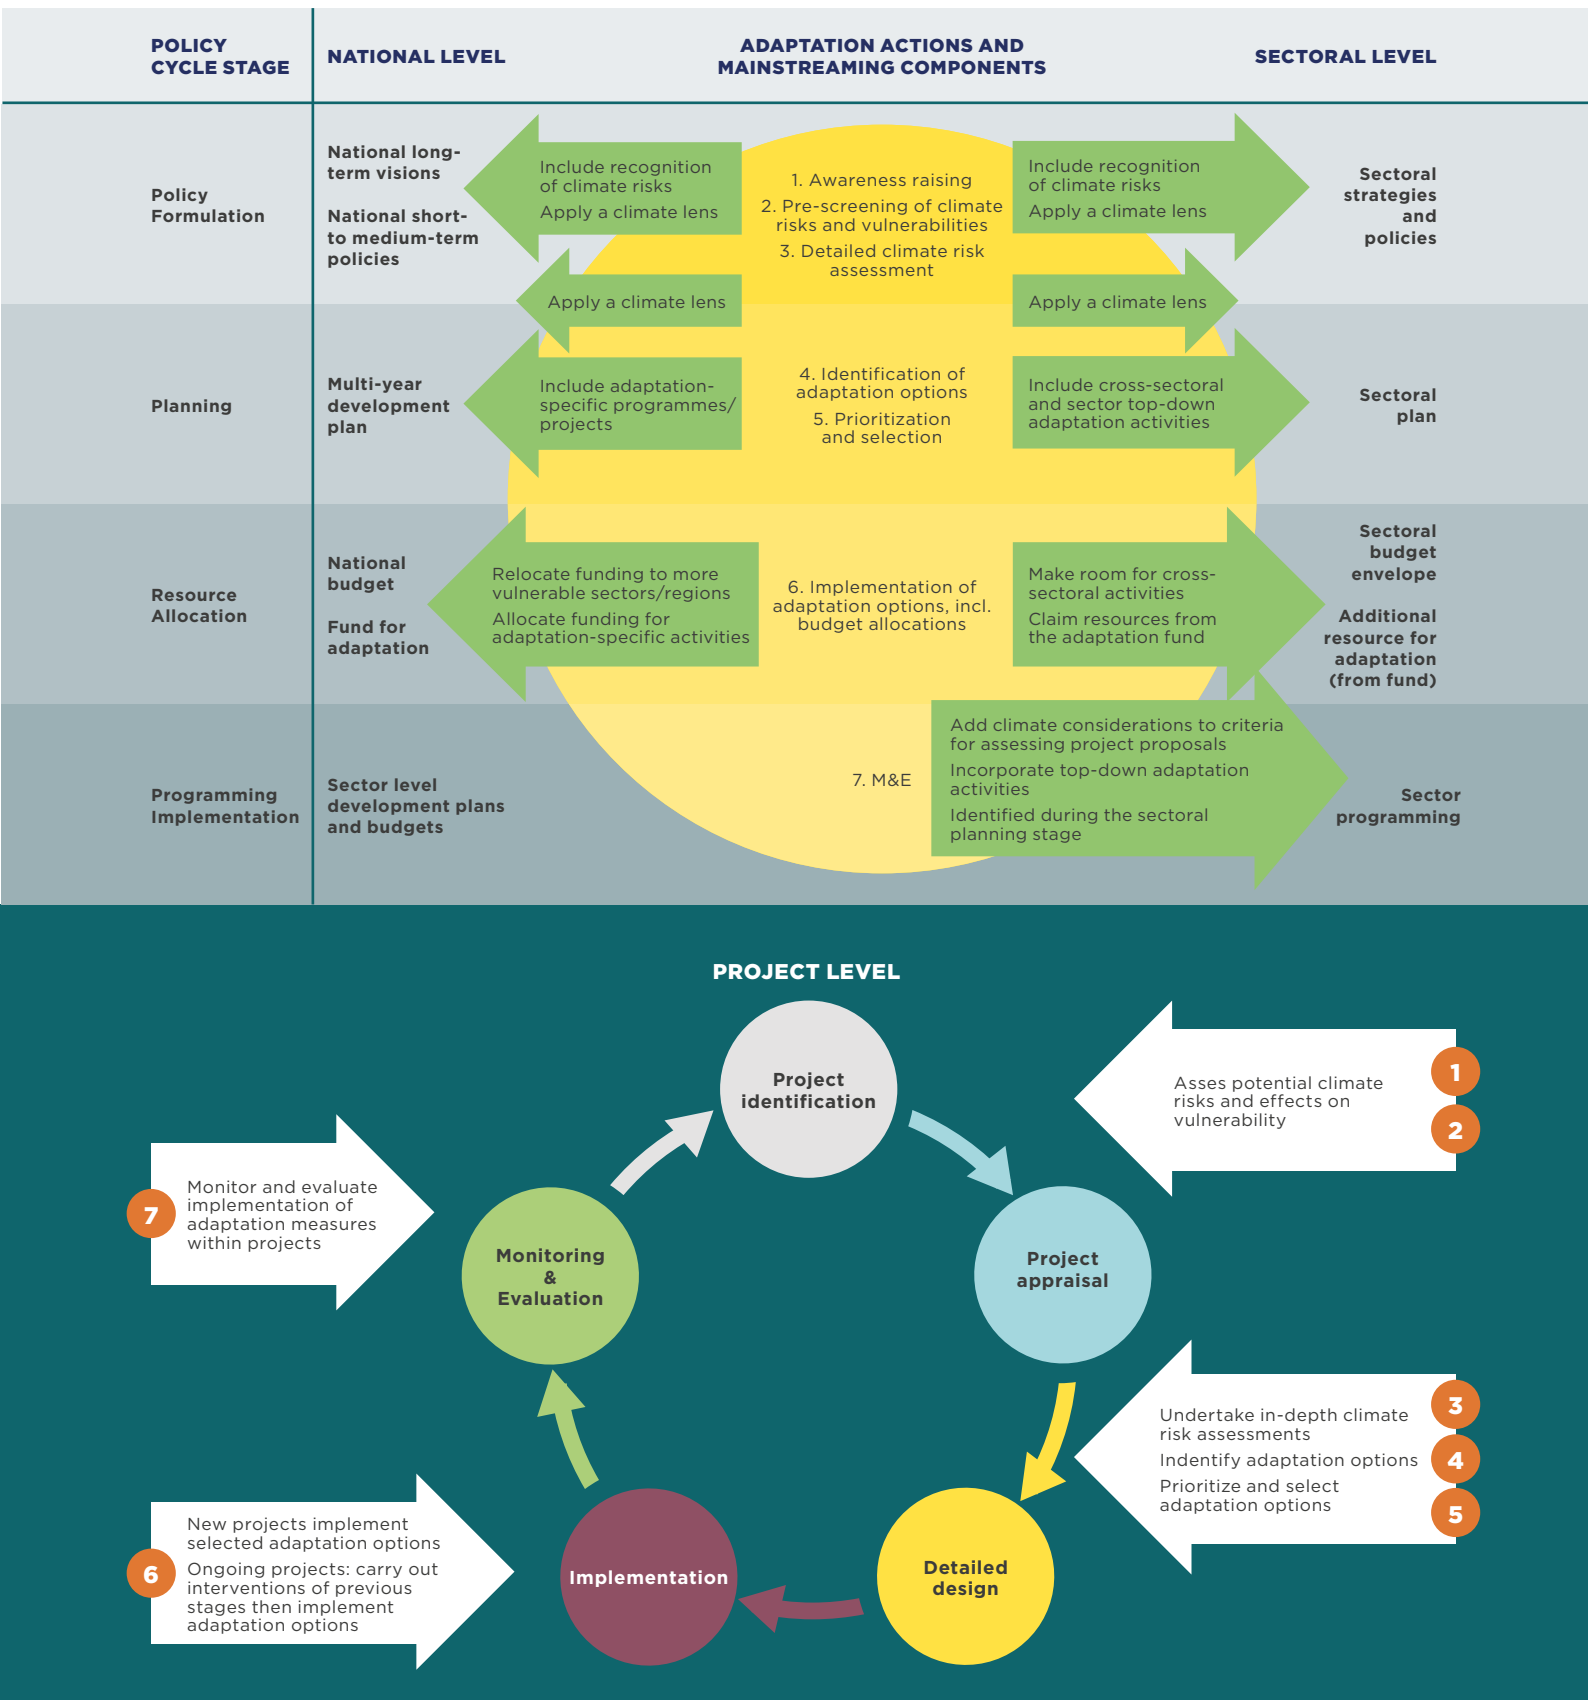 POLICY
CYCLE STAGE
NATIONAL LEVEL
ADAPTATION ACTIONS AND
MAINSTREAMING COMPONENTS
SECTORAL LEVEL
Policy
Formulation
National long-
term visions
National short-
to medium-term
policies
Include recognition
of climate risks
Apply a climate lens
1. Awareness raising
2. Pre-screening of climate
risks and vulnerabilities
3. Detailed climate risk
assessment
Include recognition
of climate risks
Apply a climate lens
Sectoral
strategies
and
policies
Apply a climate lens
Apply a climate lens
Planning
Multi-year
development
plan
Include adaptation-
specific programmes/
projects
4. Identification of
adaptation options
5. Prioritization
and selection
Include cross-sectoral
and sector top-down
adaptation activities
Sectoral
plan
Resource
Allocation
National
budget
Fund for
adaptation
Relocate funding to more
vulnerable sectors/regions
Allocate funding for
adaptation-specific activities
6. Implementation of
adaptation options, incl.
budget allocations
Make room for cross-
sectoral activities
Claim resources from
the adaptation fund
Sectoral
budget
envelope
Additional
resource for
adaptation
(from fund)
Programming
Implementation
Sector level
development plans
and budgets
7. M&E
Add climate considerations to criteria
for assessing project proposals
Incorporate top-down adaptation
activities
Identified during the sectoral
planning stage
Sector
programming
PROJECT LEVEL
Project
identification
Asses potential climate
risks and effects on
vulnerability
1
2
7
Monitor and evaluate
implementation of
adaptation measures
within projects
Monitoring
&
Evaluation
Project
appraisal
Undertake in-depth climate
risk assessments
Indentify adaptation options
Prioritize and select
adaptation options
3
4
5
6
New projects implement
selected adaptation options
Ongoing projects: carry out
interventions of previous
stages then implement
adaptation options
Implementation
Detailed
design